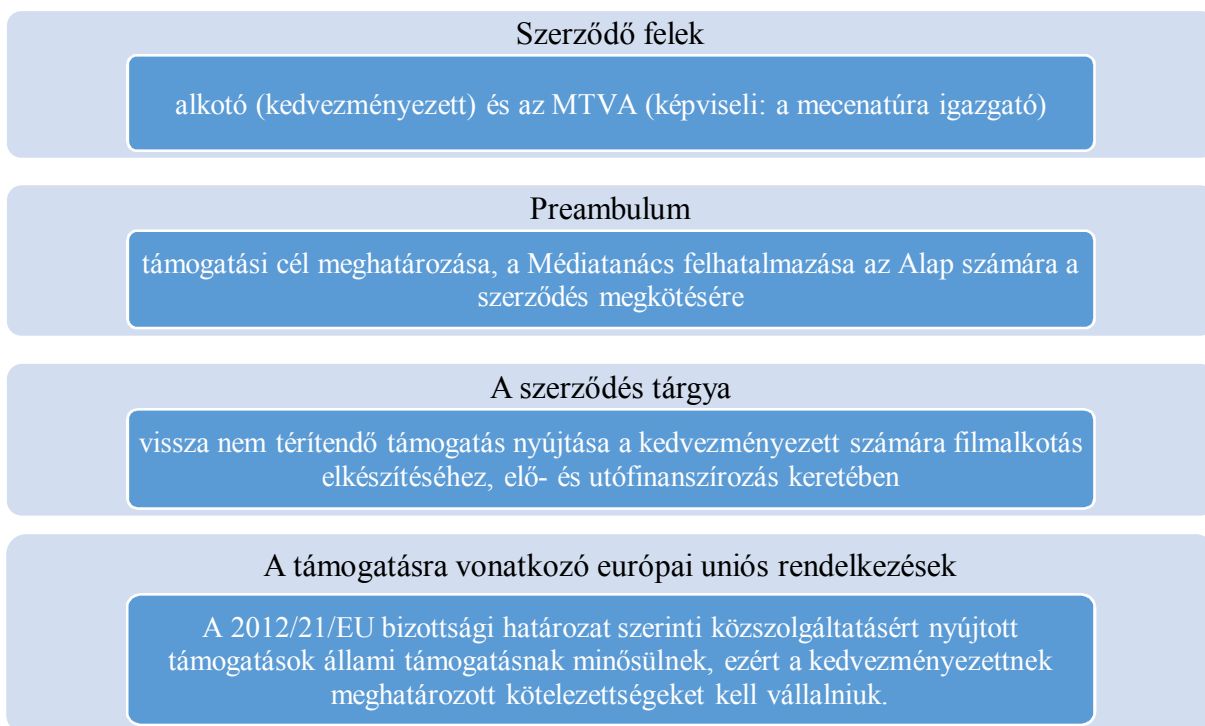 Szerződő felek
alkotó (kedvezményezett) és az MTVA (képviseli: a mecenatúra igazgató)
Preambulum
támogatási cél meghatározása, a Médiatanács felhatalmazása az Alap számára a
szerződés megkötésére
A szerződés tárgya
vissza nem térítendő támogatás nyújtása a kedvezményezett számára filmalkotás
elkészítéséhez, elő- és utófinanszírozás keretében
A támogatásra vonatkozó európai uniós rendelkezések
A 2012/21/EU bizottsági határozat szerinti közszolgáltatásért nyújtott
támogatások állami támogatásnak minősülnek, ezért a kedvezményezettnek
meghatározott kötelezettségeket kell vállalniuk.